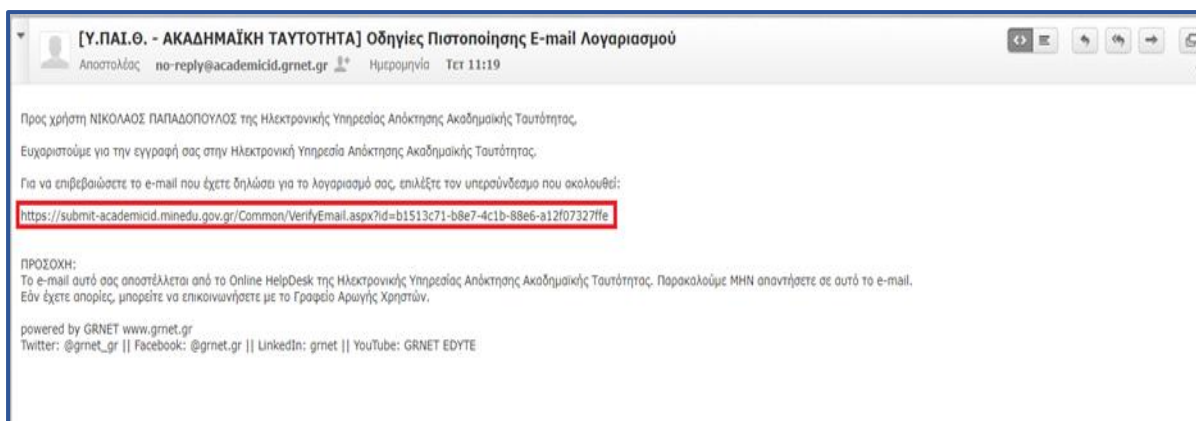 [Υ.ΠΑΙ.Θ. - ΑΚΑΔΗΜΑΪΚΗ ΤΑΥΤΟΤΗΤΑ] Οδηγίες Πιστοποίησης E-mail Λογαριασμού
Αποστολέας no-reply@academicid.grnet.gr Ημερομηνία Τετ 11:19
Προς χρήστη ΝΙΚΟΛΑΟΣ ΠΑΠΑΔΟΠΟΥΛΟΣ της Ηλεκτρονικής Υπηρεσίας Απόκτησης Ακαδημαϊκής Ταυτότητας,
Ευχαριστούμε για την εγγραφή σας στην Ηλεκτρονική Υπηρεσία Απόκτησης Ακαδημαϊκής Ταυτότητας.
Για να επιβεβαιώσετε το e-mail που έχετε δηλώσει για το λογαριασμό σας, επιλέξτε τον υπερσύνδεσμο που ακολουθεί:
https://submit-academicid.minedu.gov.gr/Common/VerifyEmail.aspx?id=b1513c71-b8e7-4c1b-88e6-a12f07327ffe
ΠΡΟΣΟΧΗ:
Το e-mail αυτό σας αποστέλλεται από το Online HelpDesk της Ηλεκτρονικής Υπηρεσίας Απόκτησης Ακαδημαϊκής Ταυτότητας. Παρακαλούμε ΜΗΝ απαντήσετε σε αυτό το e-mail.
Εάν έχετε απορίες, μπορείτε να επικοινωνήσετε με το Γραφείο Αρωγής Χρηστών.
powered by GRNET www.grnet.gr
Twitter: @grnet_gr || Facebook: @grnet.gr || LinkedIn: grnet || YouTube: GRNET EDYTE